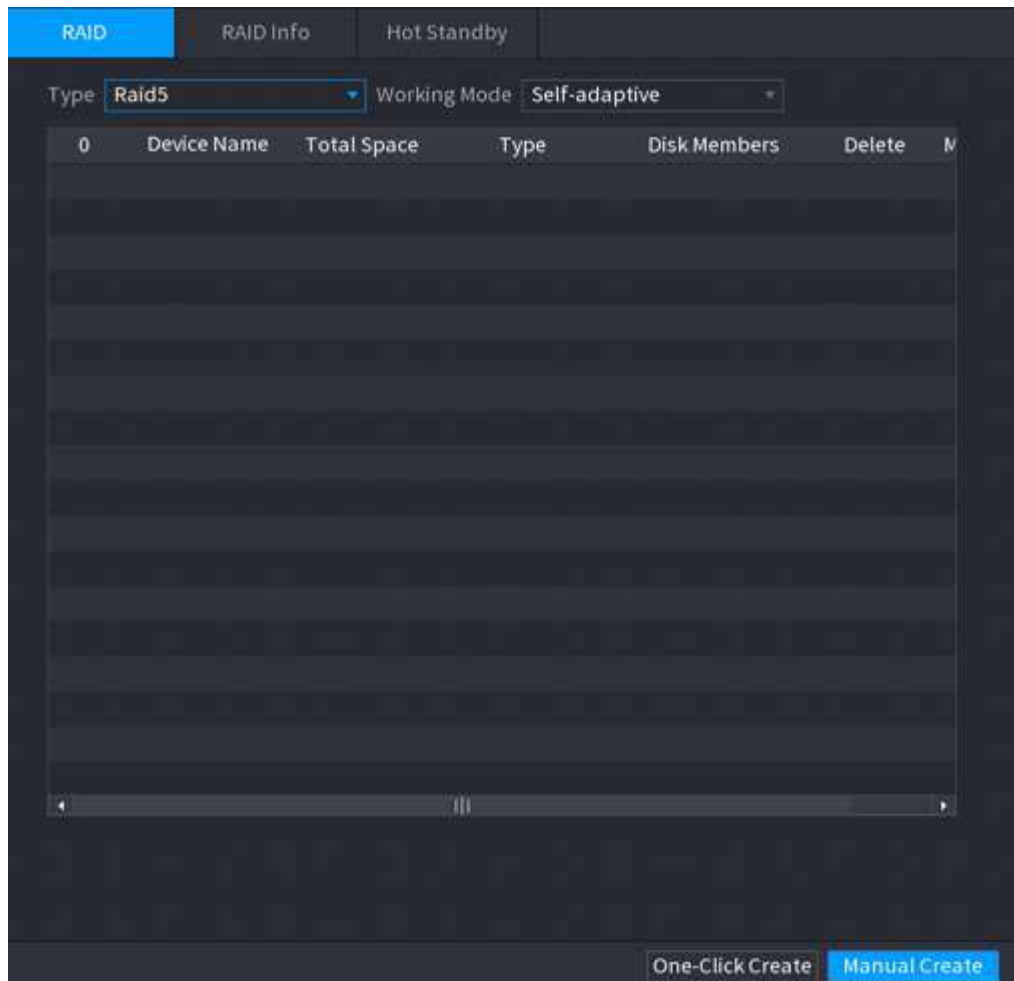 RAID RAID Info Hot Standby
Type Raid5 Working Mode Self-adaptive
0 Device Name Total Space Type Disk Members Delete
One-Click Create Manual Create